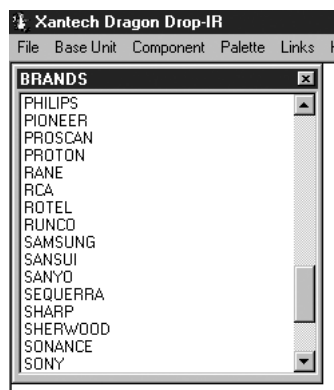 Xantech Dragon Drop-IR
File Base Unit Component Palette Links
BRANDS
PHILIPS
PIONEER
PROSCAN
PROTON
RANE
RCA
ROTEL
RUNCO
SAMSUNG
SANSUI
SANYO
SEQUERRA
SHARP
SHERWOOD
SONANCE
SONY